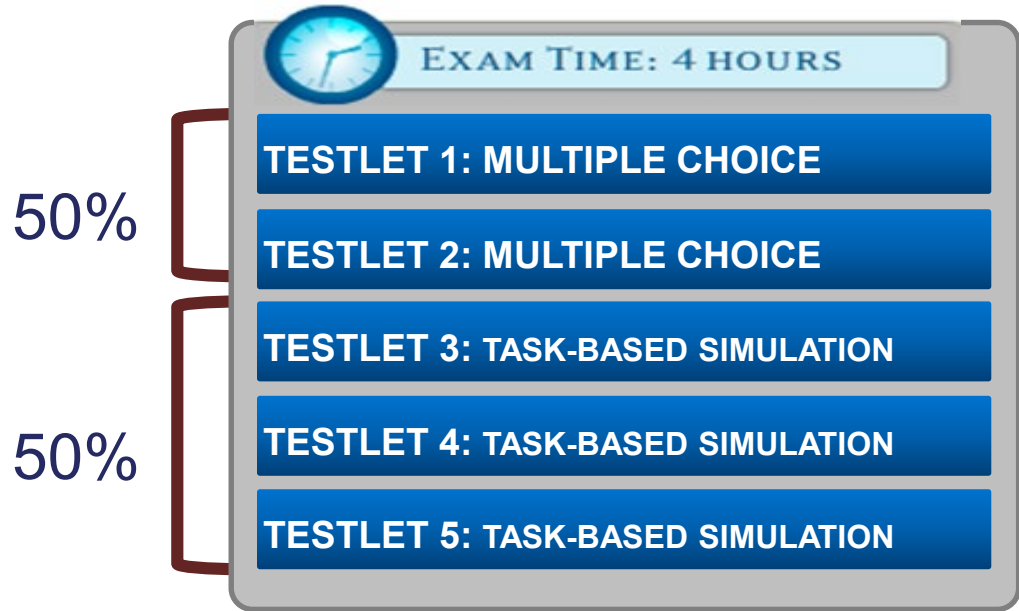 EXAM TIME: 4 HOURS
TESTLET 1: MULTIPLE CHOICE
50%
TESTLET 2: MULTIPLE CHOICE
TESTLET 3: TASK-BASED SIMULATION
50%
TESTLET 4: TASK-BASED SIMULATION
TESTLET 5: TASK-BASED SIMULATION